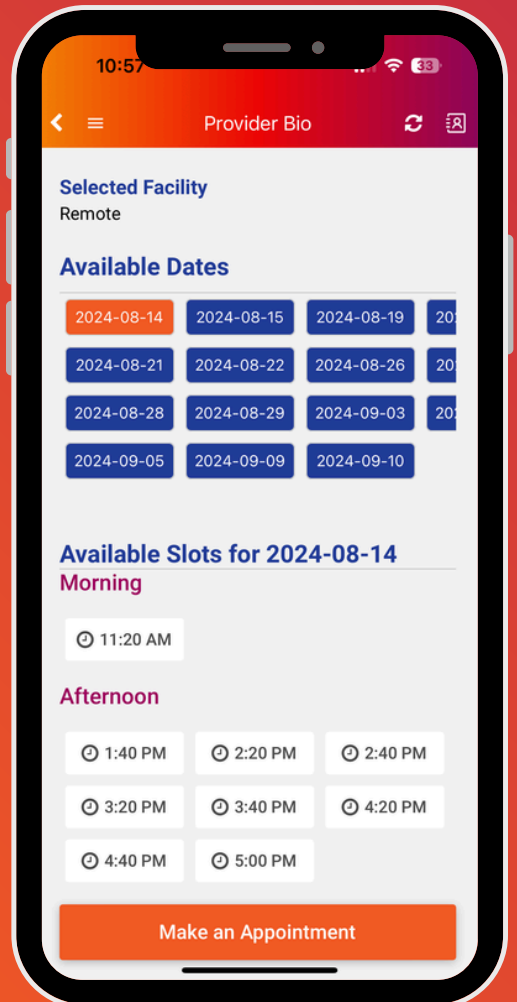 10:57
33
Provider Bio
Selected Facility
Remote
Available Dates
2024-08-14 2024-08-15 2024-08-19
2024-08-21 2024-08-22 2024-08-26
2024-08-28 2024-08-29 2024-09-03
2024-09-05 2024-09-09 2024-09-10
Available Slots for 2024-08-14
Morning
11:20 AM
Afternoon
1:40 PM 2:20 PM 2:40 PM
3:20 PM 3:40 PM 4:20 PM
4:40 PM 5:00 PM
Make an Appointment